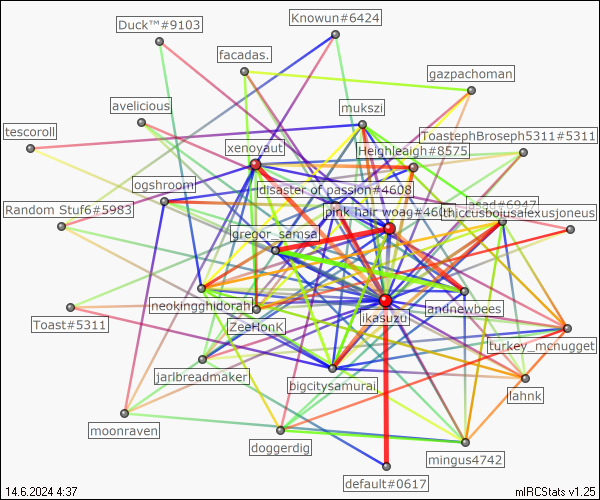 Duck™#9103
Knowun#6424
facadas.
gazpachoman
avelicious
mukszi
tescoroll
ToastephBroseph5311#5311
xenoyaut
Heighleaigh#8575
ogshroom
disaster of passion#4608
Random Stuf6#5983
pink hair woag#46
jasad#6947
thiccusboiusalexusjoneus
gregor_samsa
neokingghidorah
ZeeHonk
ikasuzu
andnewbees
Toast#5311
turkey_mcnugget
jarlbreadmaker
bigcitysamurai
lahnk
moonraven
doggerdig
mingus4742
default#0617
14.6.2024 4:37
mIRCStats v1.25